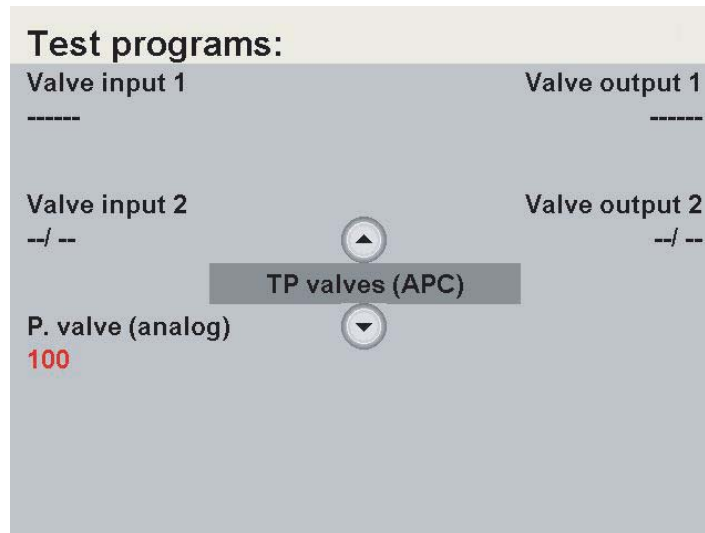 Test programs:
Valve input 1
Valve output 1
------
------
Valve input 2
Valve output 2
--/ --
--/ --
TP valves (APC)
P. valve (analog)
100